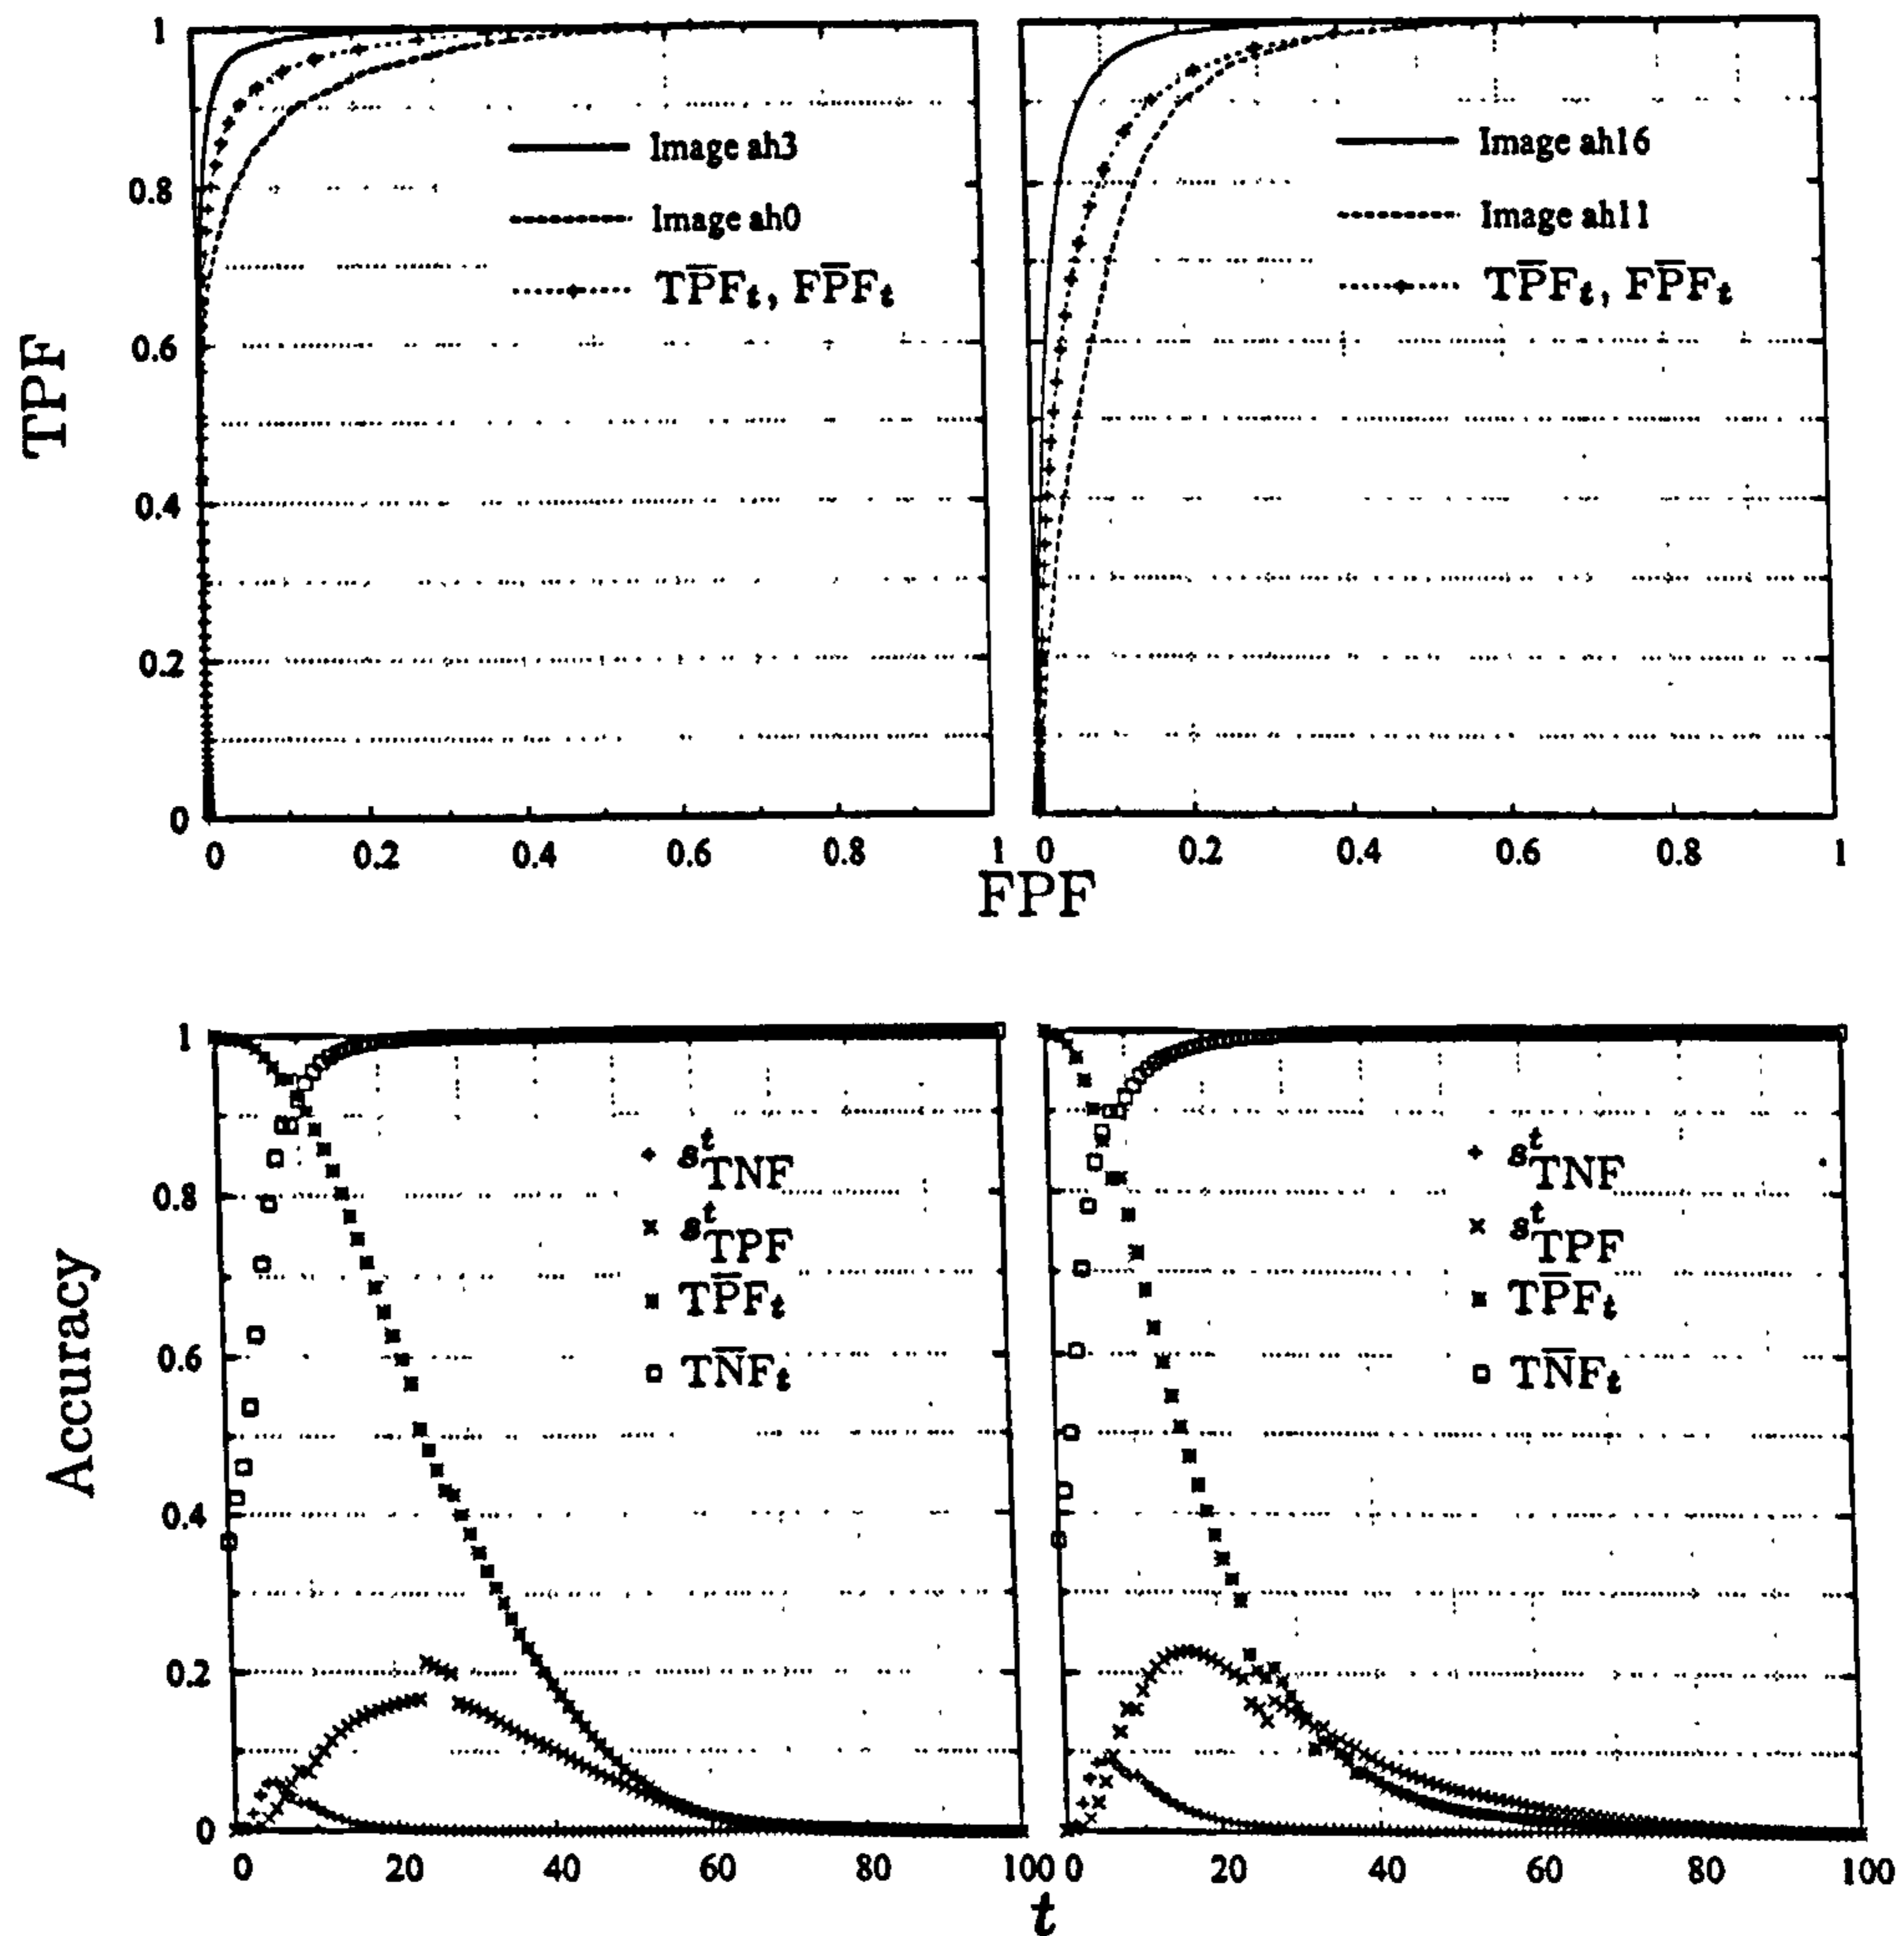 TPF
1
0.8
0.6
0.4
0.2
0
Image ah3
Image ah0
TP̅Fₜ, FP̅Fₜ
0 0.2 0.4 0.6 0.8 1
Image ah16
Image ah11
TP̅Fₜ, FP̅Fₜ
0 0.2 0.4 0.6 0.8 1
FPF
Accuracy
1
0.8
0.6
0.4
0.2
0
sᵗTNF
sᵗTPF
TP̅Fₜ
TN̅Fₜ
0 20 40 60 80 100
sᵗTNF
sᵗTPF
TP̅Fₜ
TN̅Fₜ
0 20 40 60 80 100
t